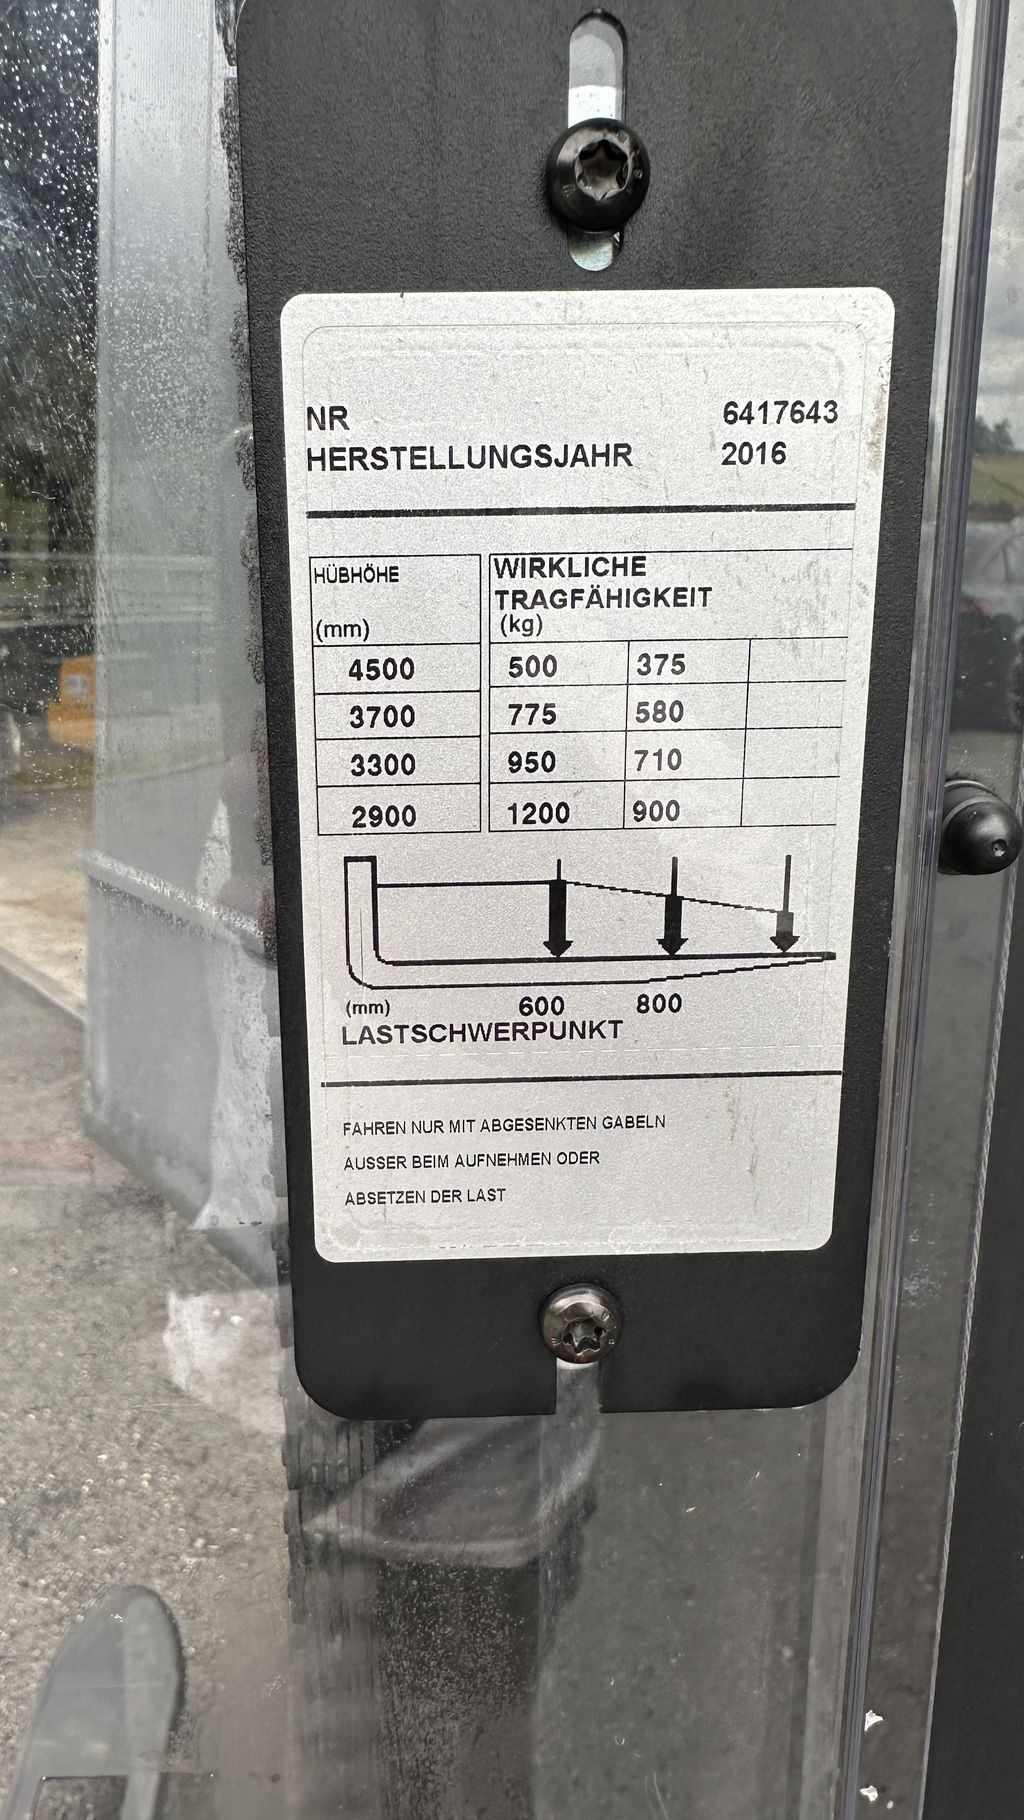 NR 6417643
HERSTELLUNGSJAHR 2016
HÜBHÖHE
(mm)
WIRKLICHE
TRAGFÄHIGKEIT
(kg)
4500 500 375
3700 775 580
3300 950 710
2900 1200 900
(mm) 600 800
LASTSCHWERPUNKT
FAHREN NUR MIT ABGESENKTEN GABELN
AUSSER BEIM AUFNEHMEN ODER
ABSETZEN DER LAST